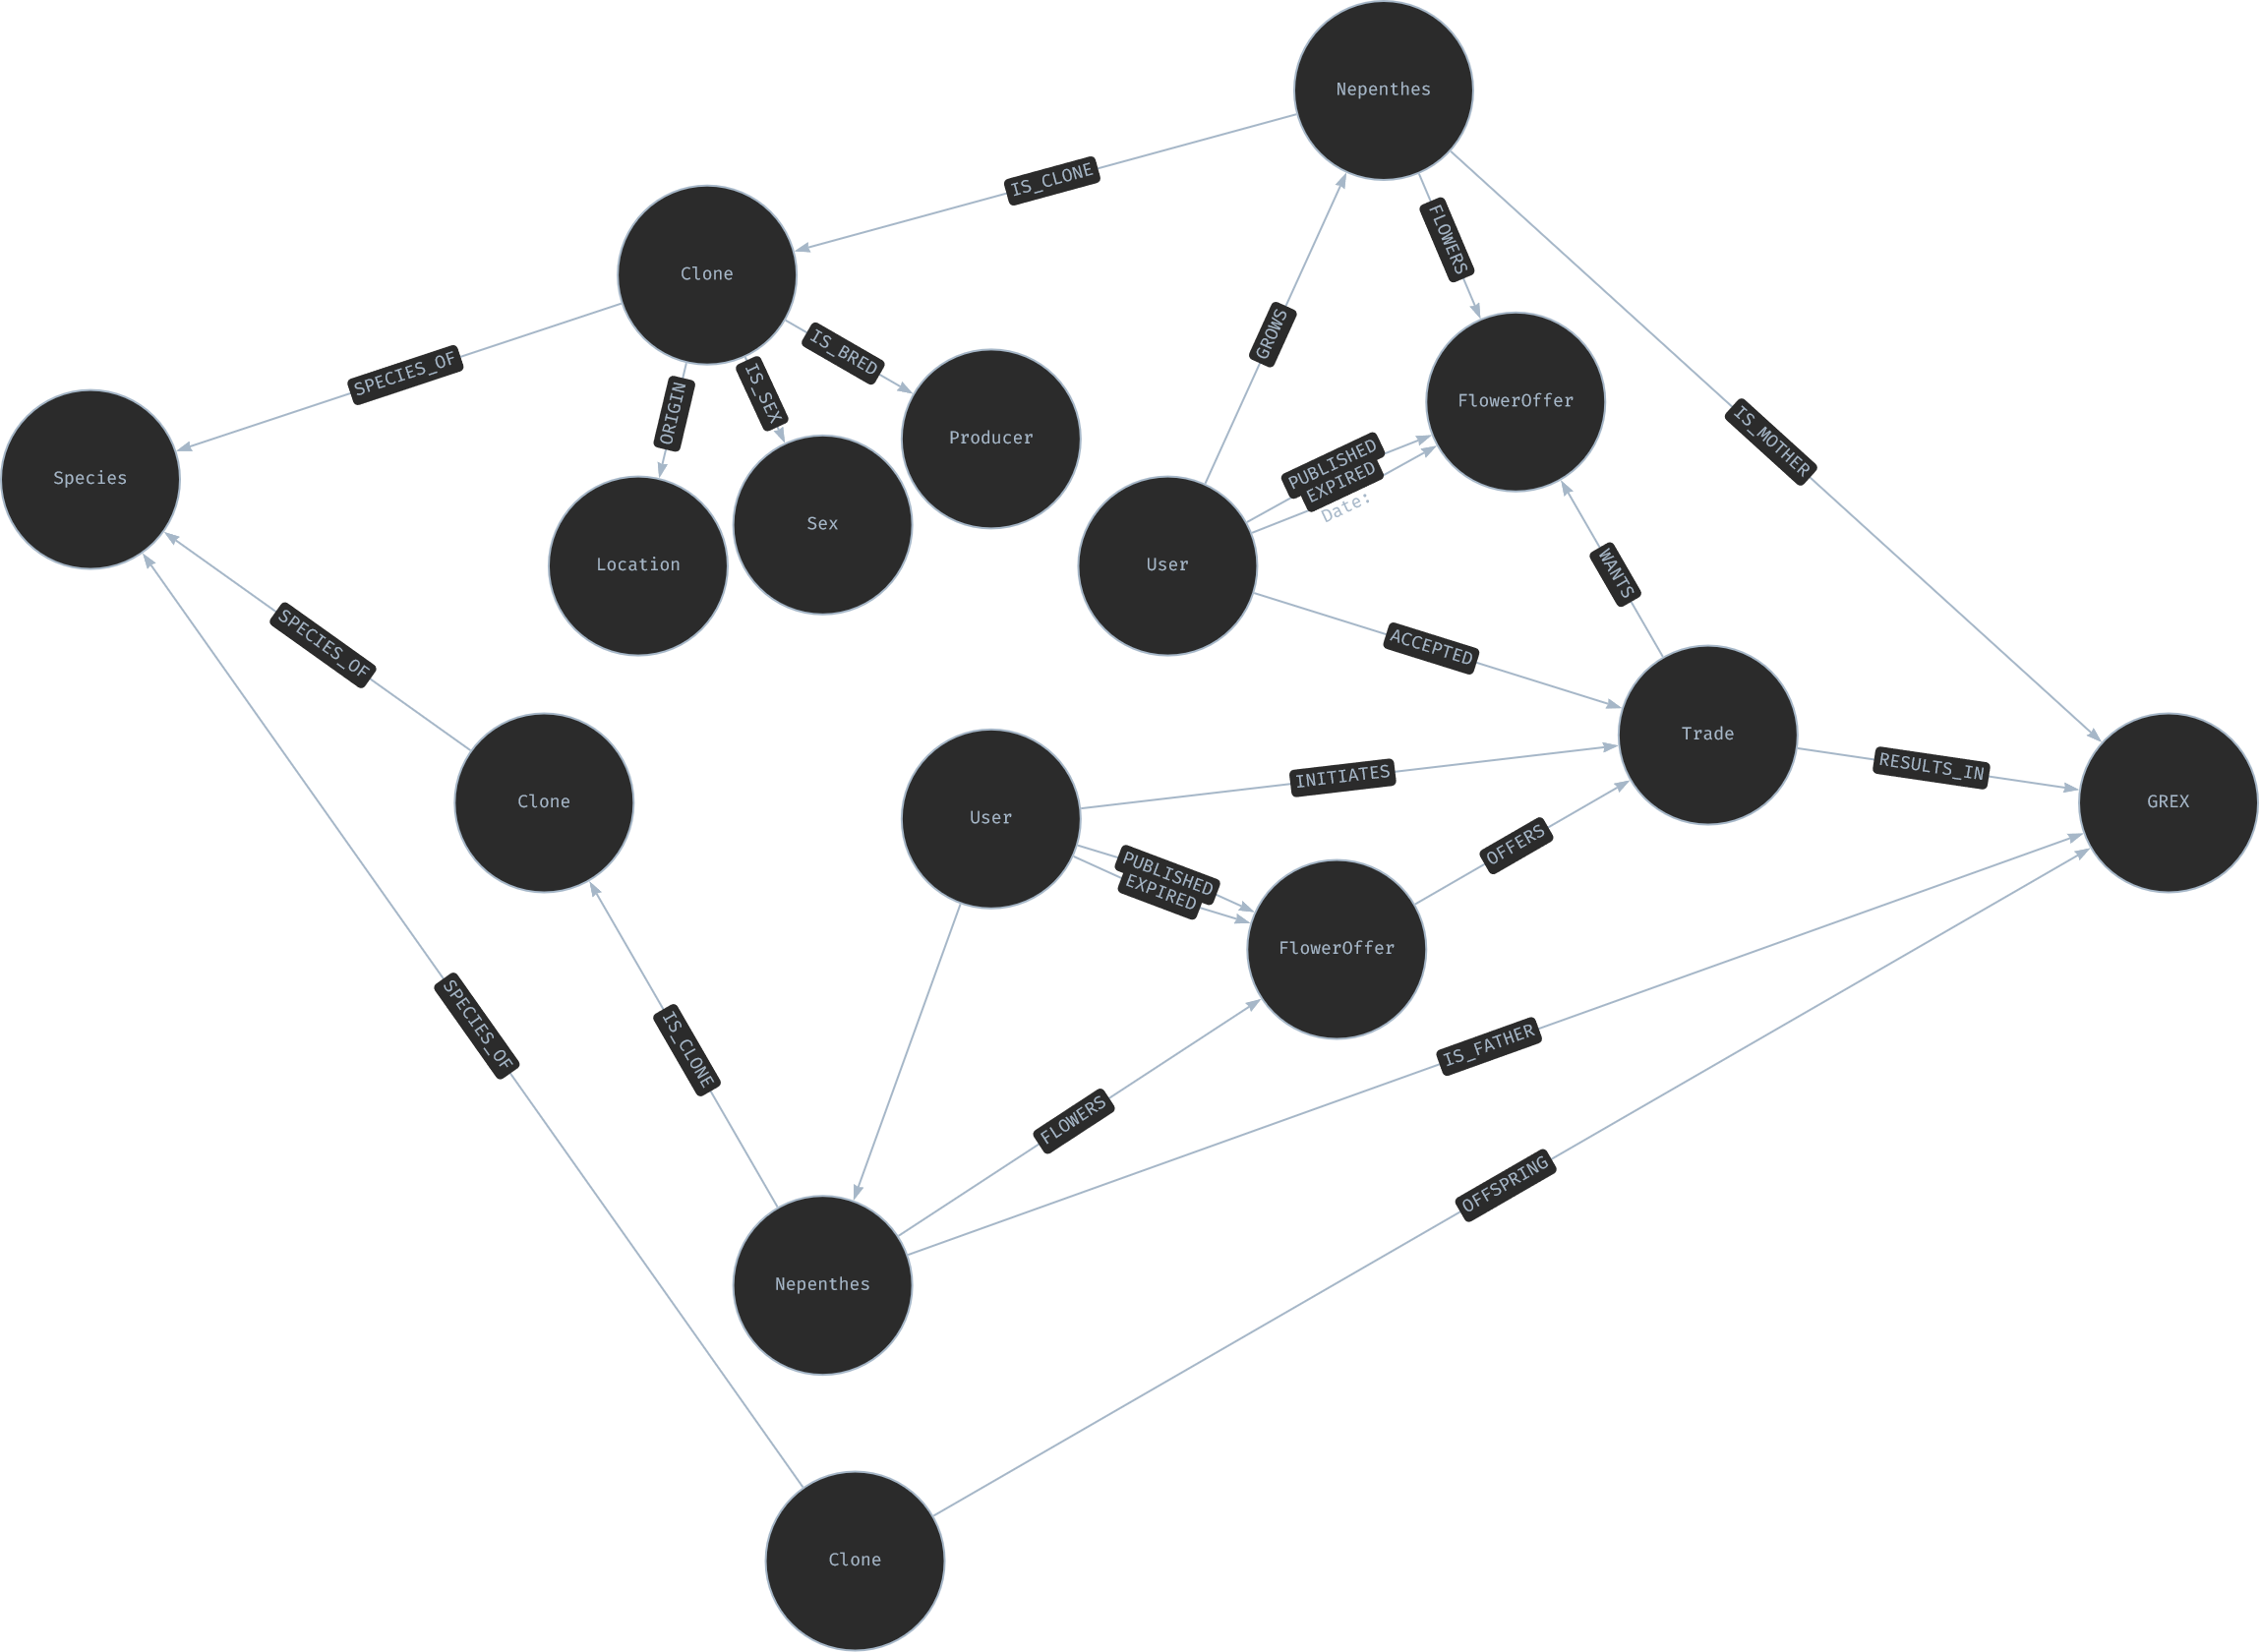 Nepenthes
IS_CLONE
FLOWERS
Clone
GROWS
IS_BRED
SPECIES_OF
IS_SEX
ORIGIN
FlowerOffer
IS_MOTHER
Producer
PUBLISHED
EXPIRED
Date:
Species
Sex
Location
User
WANTS
SPECIES_OF
ACCEPTED
Trade
INITIATES
RESULTS_IN
Clone
User
GREX
OFFERS
PUBLISHED
EXPIRED
FlowerOffer
SPECIES_OF
IS_CLONE
IS_FATHER
FLOWERS
OFFSPRING
Nepenthes
Clone